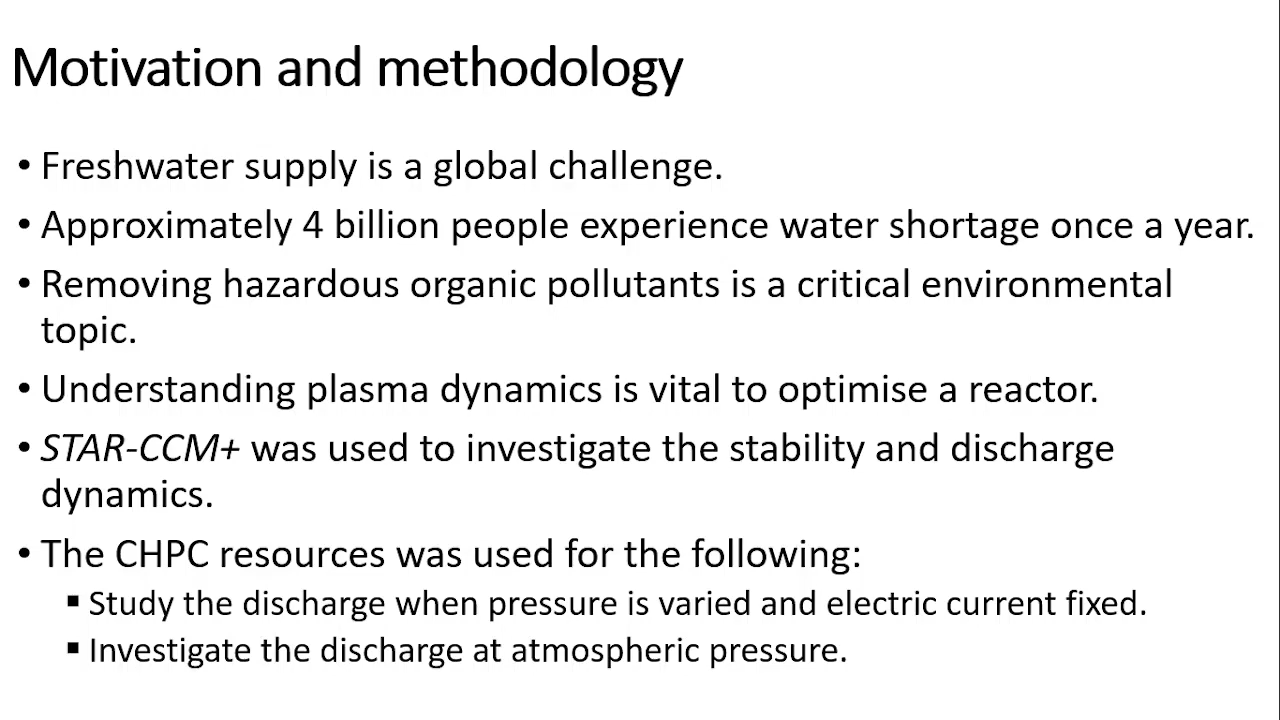 Motivation and methodology
• Freshwater supply is a global challenge.
• Approximately 4 billion people experience water shortage once a year.
• Removing hazardous organic pollutants is a critical environmental
topic.
• Understanding plasma dynamics is vital to optimise a reactor.
• STAR-CCM+ was used to investigate the stability and discharge
dynamics.
• The CHPC resources was used for the following:
▪ Study the discharge when pressure is varied and electric current fixed.
▪ Investigate the discharge at atmospheric pressure.